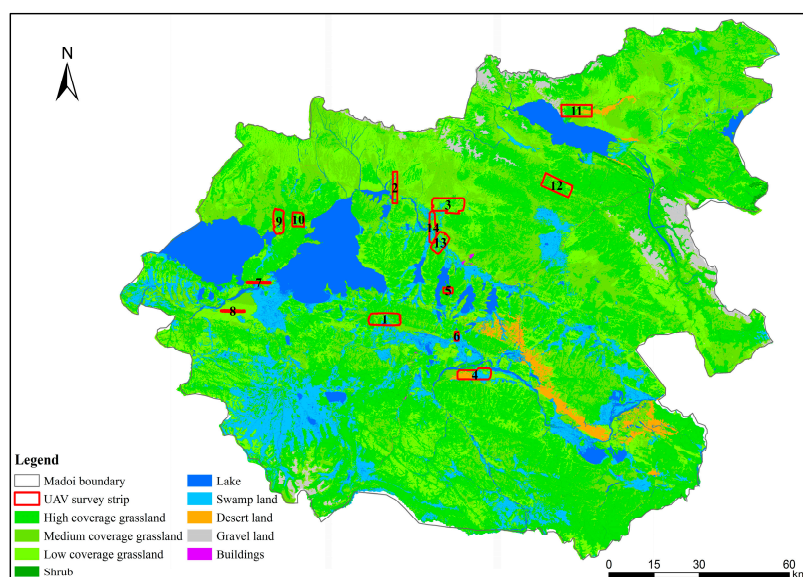 N
11
12
2
3
9
10
14
13
7
5
8
1
6
4
Legend
Madoi boundary
UAV survey strip
High coverage grassland
Medium coverage grassland
Low coverage grassland
Shrub
Lake
Swamp land
Desert land
Gravel land
Buildings
0 15 30 60
km